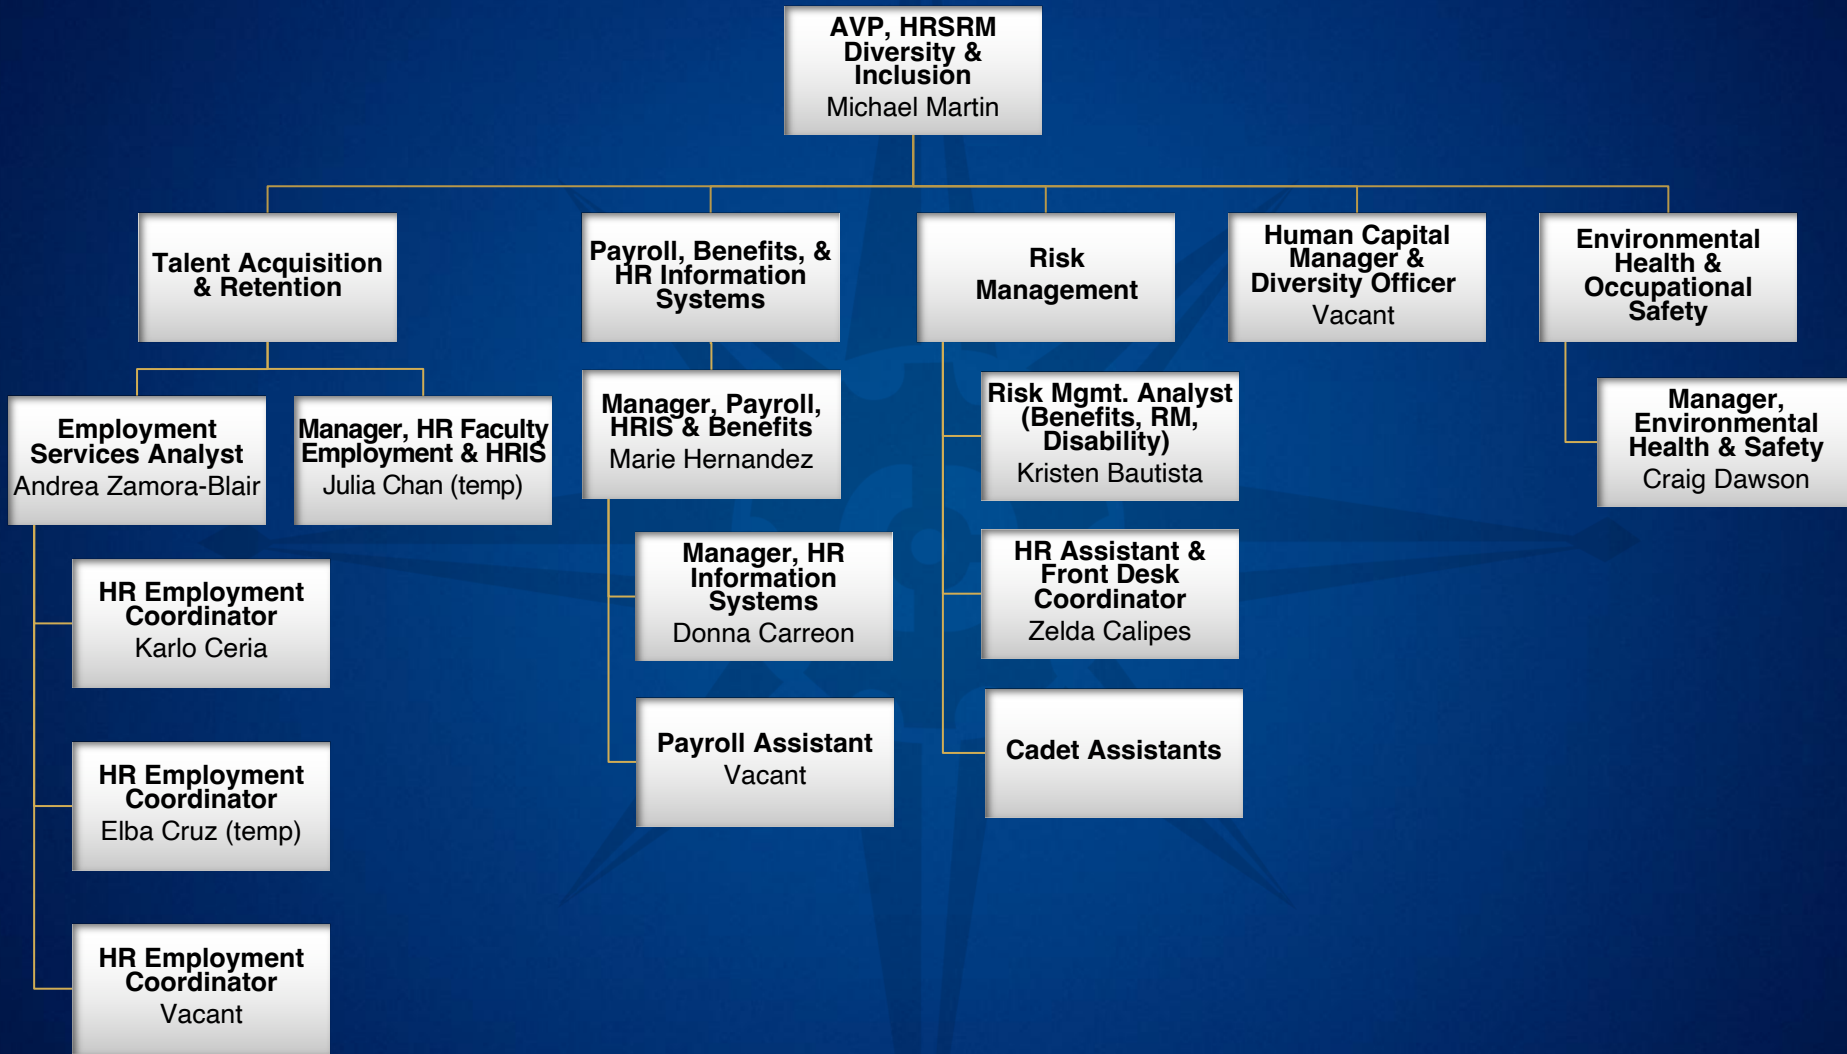 AVP, HRSRM
Diversity &
Inclusion
Michael Martin
Talent Acquisition
& Retention
Payroll, Benefits, &
HR Information
Systems
Risk
Management
Human Capital
Manager &
Diversity Officer
Vacant
Environmental
Health &
Occupational
Safety
Employment
Services Analyst
Andrea Zamora-Blair
Manager, HR Faculty
Employment & HRIS
Julia Chan (temp)
Manager, Payroll,
HRIS & Benefits
Marie Hernandez
Risk Mgmt. Analyst
(Benefits, RM,
Disability)
Kristen Bautista
Manager,
Environmental
Health & Safety
Craig Dawson
HR Employment
Coordinator
Karlo Ceria
Manager, HR
Information
Systems
Donna Carreon
HR Assistant &
Front Desk
Coordinator
Zelda Calipes
HR Employment
Coordinator
Elba Cruz (temp)
Payroll Assistant
Vacant
Cadet Assistants
HR Employment
Coordinator
Vacant